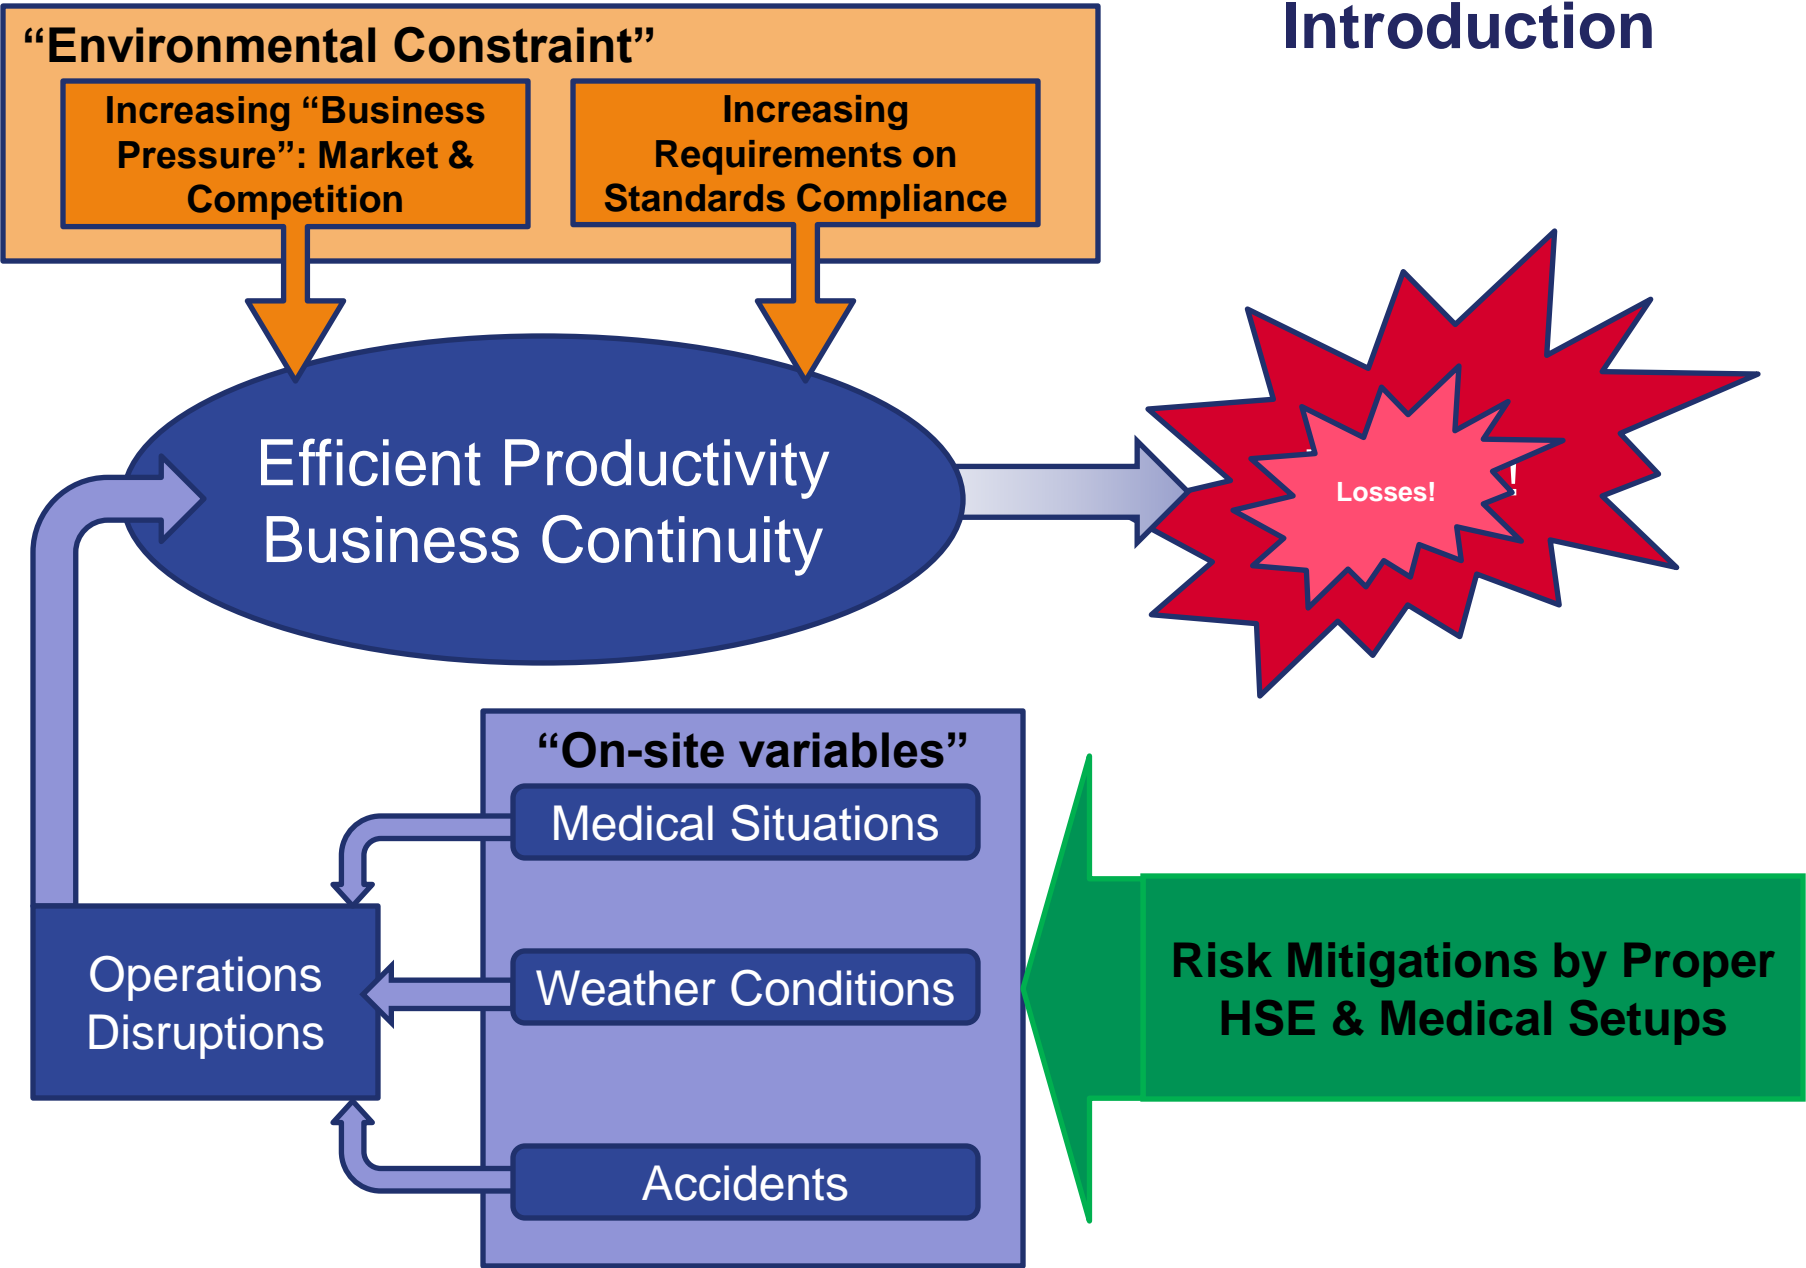 Introduction
“Environmental Constraint”
Increasing “Business
Pressure”: Market &
Competition
Increasing
Requirements on
Standards Compliance
Efficient Productivity
Business Continuity
Losses!
!
“On-site variables”
Medical Situations
Weather Conditions
Accidents
Operations
Disruptions
Risk Mitigations by Proper
HSE & Medical Setups